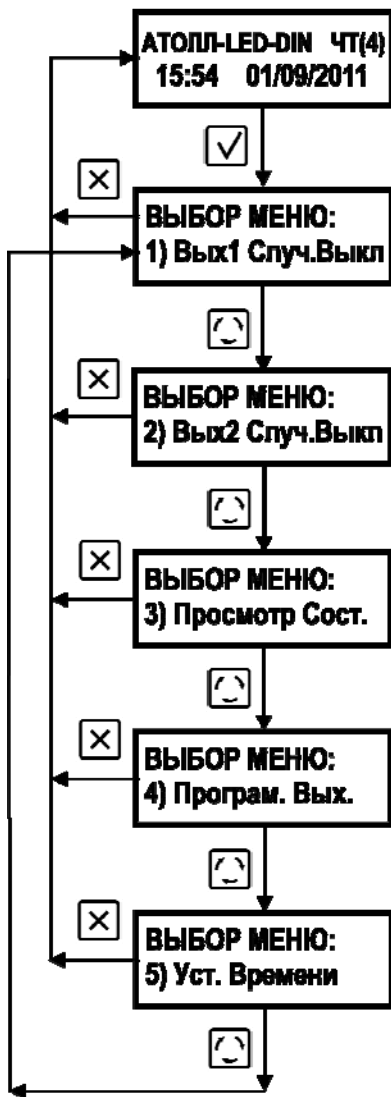 АТОЛЛ-LED-DIN ЧТ(4)
15:54 01/09/2011
ВЫБОР МЕНЮ:
1) Вых1 Случ.Выкл
ВЫБОР МЕНЮ:
2) Вых2 Случ.Выкл
ВЫБОР МЕНЮ:
3) Просмотр Сост.
ВЫБОР МЕНЮ:
4) Програм. Вых.
ВЫБОР МЕНЮ:
5) Уст. Времени